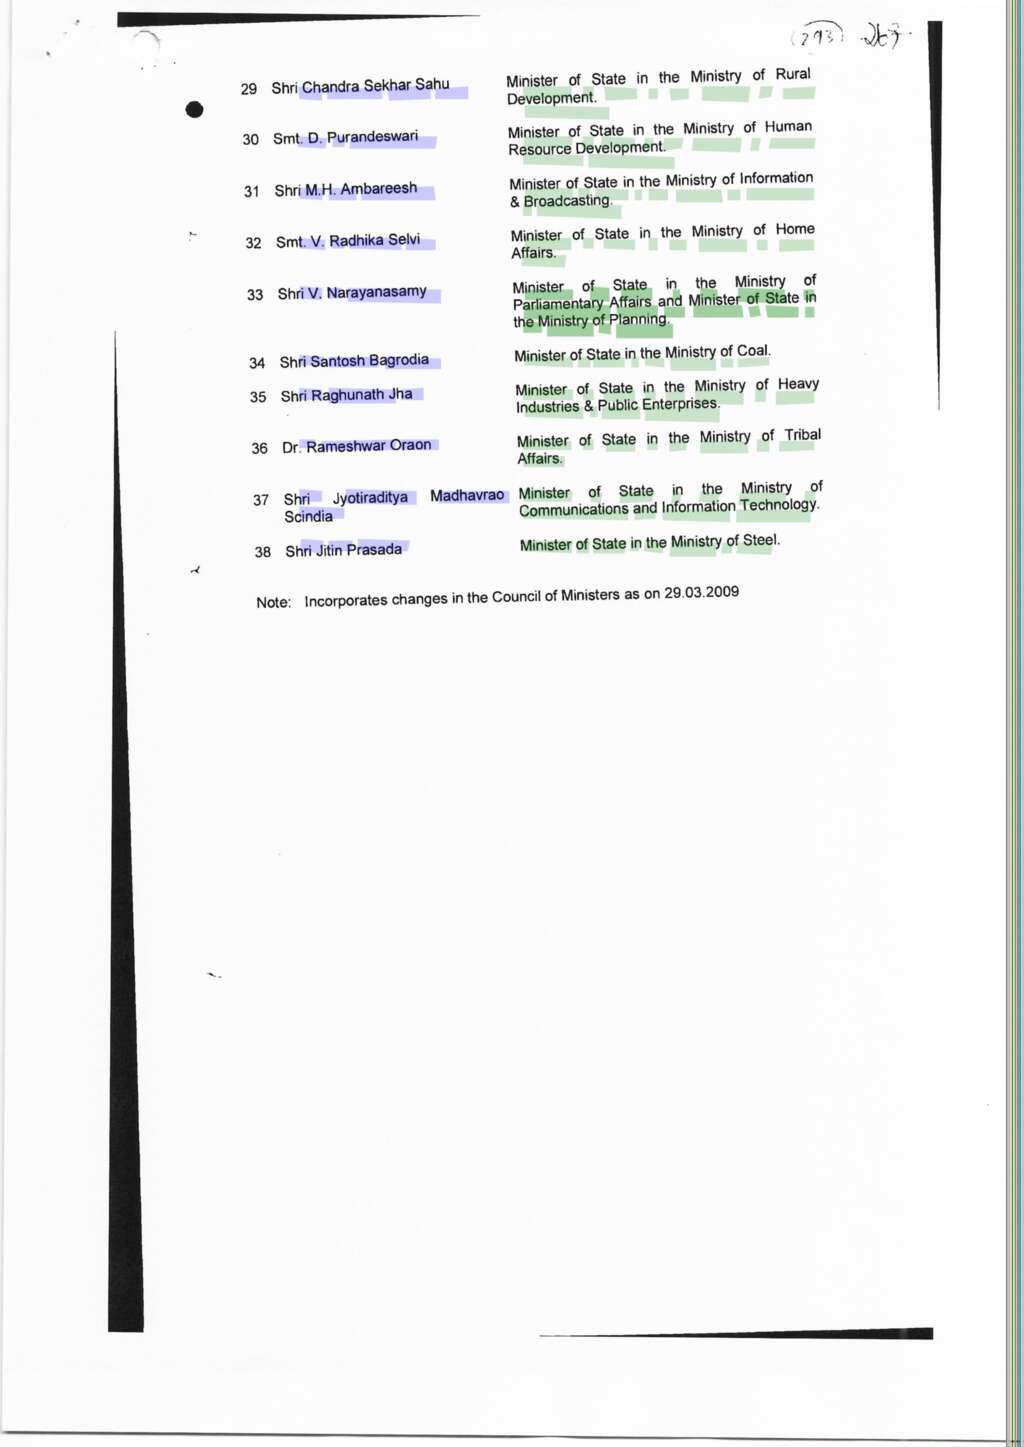 (293) 267
29 Shri Chandra Sekhar Sahu Minister of State in the Ministry of Rural
Development.
30 Smt. D. Purandeswari Minister of State in the Ministry of Human
Resource Development.
31 Shri M.H. Ambareesh Minister of State in the Ministry of Information
& Broadcasting.
32 Smt. V. Radhika Selvi Minister of State in the Ministry of Home
Affairs.
33 Shri V. Narayanasamy Minister of State in the Ministry of
Parliamentary Affairs and Minister of State in
the Ministry of Planning.
34 Shri Santosh Bagrodia Minister of State in the Ministry of Coal.
35 Shri Raghunath Jha Minister of State in the Ministry of Heavy
Industries & Public Enterprises.
36 Dr. Rameshwar Oraon Minister of State in the Ministry of Tribal
Affairs.
37 Shri Jyotiraditya Madhavrao Minister of State in the Ministry of
Scindia Communications and Information Technology.
38 Shri Jitin Prasada Minister of State in the Ministry of Steel.
Note: Incorporates changes in the Council of Ministers as on 29.03.2009